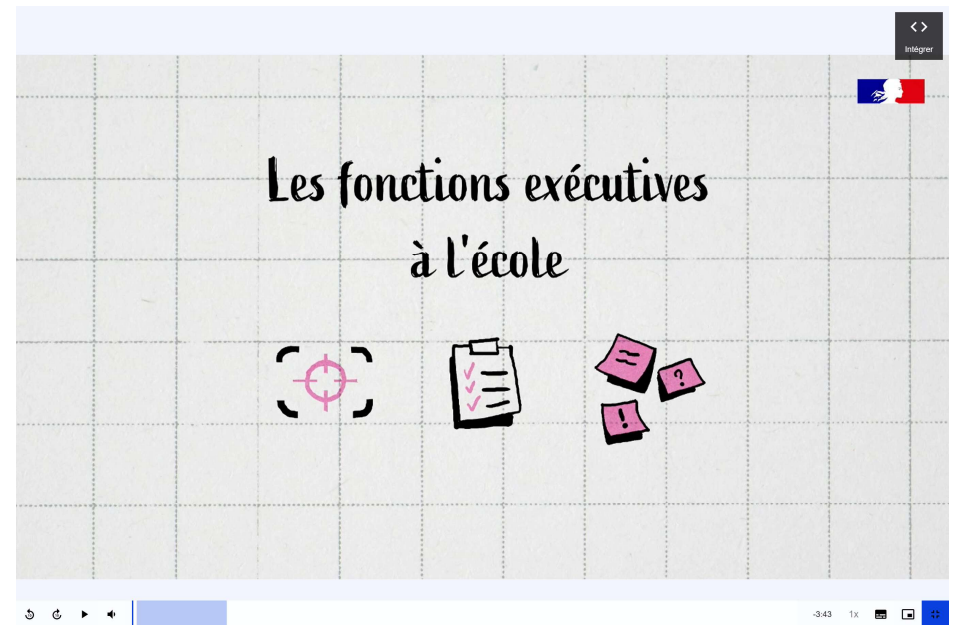 Intégrer
Les fonctions exécutives
à l'école
?
!
-3:43
1x